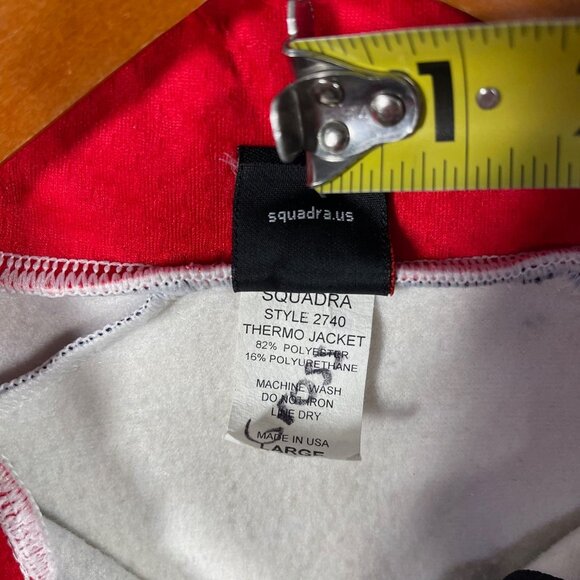 1
squadra.us
SQUADRA
STYLE 2740
THERMO JACKET
82% POLYESTER
16% POLYURETHANE
MACHINE WASH
DO NOT IRON
LINE DRY
MADE IN USA
LARGE